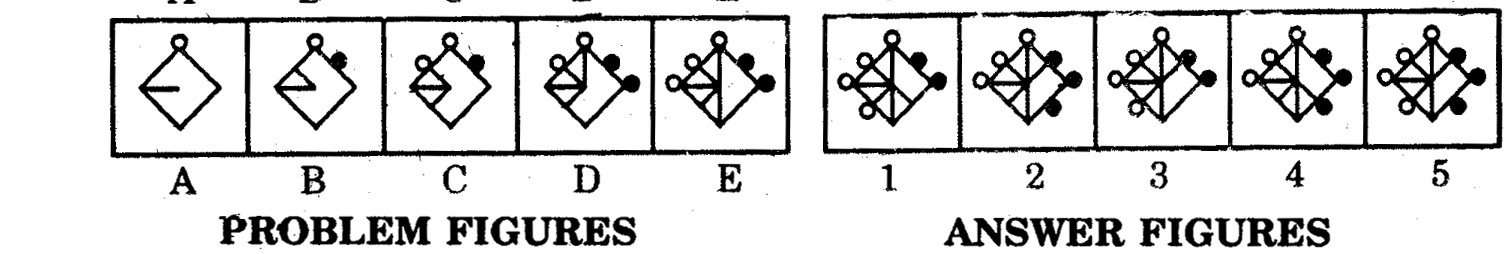 A B C D E 1 2 3 4 5
PROBLEM FIGURES ANSWER FIGURES